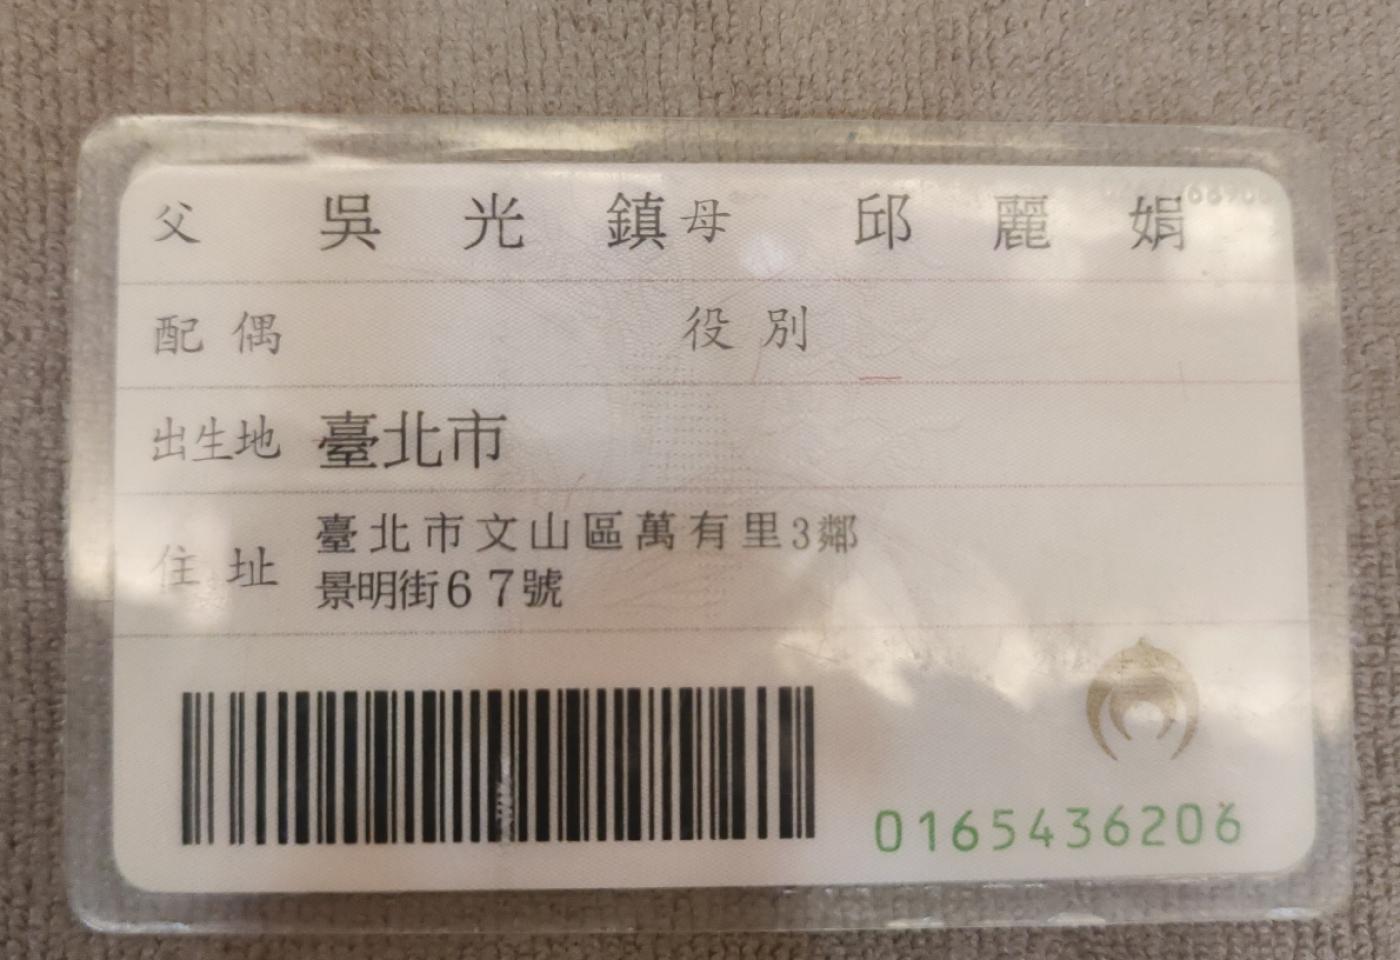 父 吳光鎮 母 邱麗娟
配偶 役別
出生地 臺北市
住址 臺北市文山區萬有里3鄰
景明街67號
0165436206